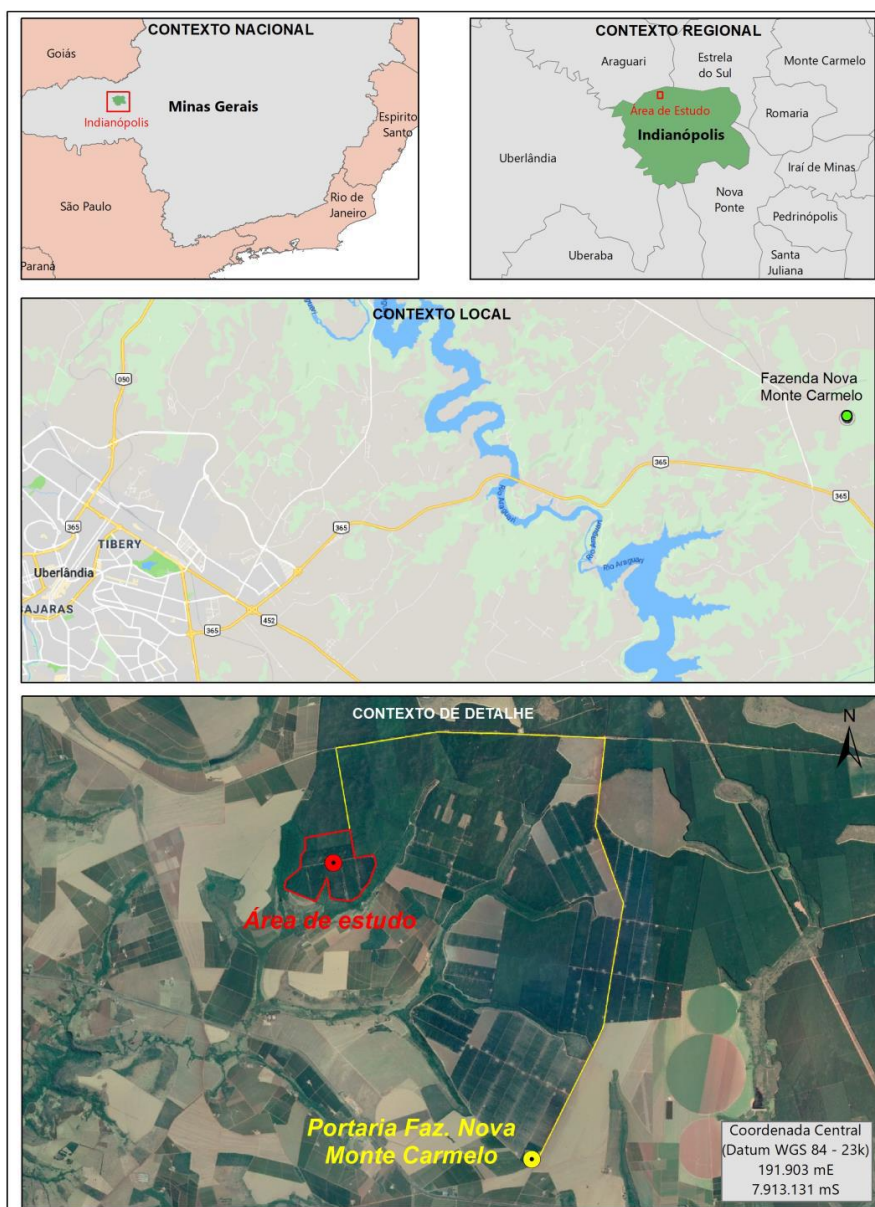 CONTEXTO NACIONAL
Goiás
Minas Gerais
Indianópolis
Espirito
Santo
São Paulo
Rio de
Janeiro
Paraná
CONTEXTO REGIONAL
Araguari
Estrela
do Sul
Monte Carmelo
Área de Estudo
Indianópolis
Romaria
Uberlândia
Iraí de Minas
Nova
Ponte
Pedrinópolis
Uberaba
Santa
Juliana
CONTEXTO LOCAL
050
Fazenda Nova
Monte Carmelo
365
365
365
365
TIBERY
Uberlândia
Rio Araguari
Rio Araguari
Rio Araguari
AJARAS
452
365
CONTEXTO DE DETALHE
N
Área de estudo
Portaria Faz. Nova
Monte Carmelo
Coordenada Central
(Datum WGS 84 - 23k)
191.903 mE
7.913.131 mS